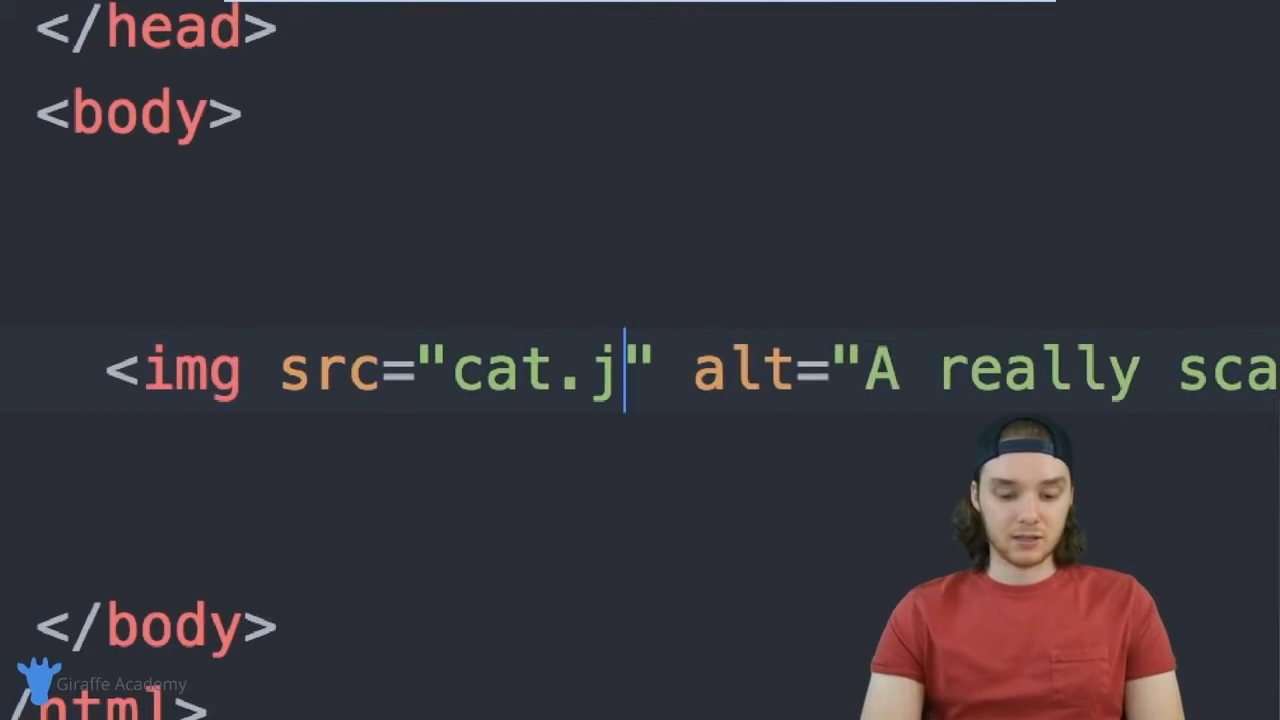 </head>
<body>
<img src="cat.j" alt="A really sca
</body>
Giraffe Academy
/html>